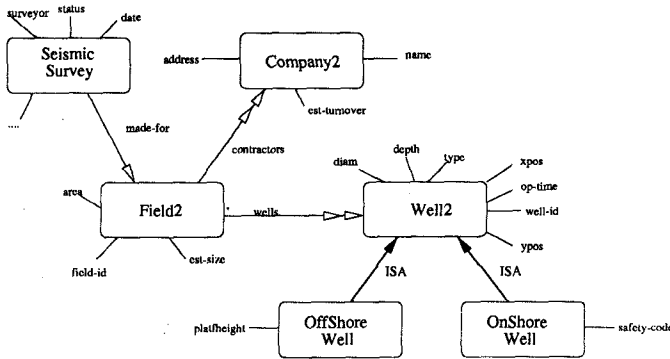 surveyor status date
Seismic
Survey
....
address Company2 name
est-turnover
made-for
contractors
area Field2
field-id est-size
wells
diam depth type
Well2
xpos
op-time
well-id
ypos
ISA ISA
platfheight OffShore
Well
OnShore
Well
safety-code